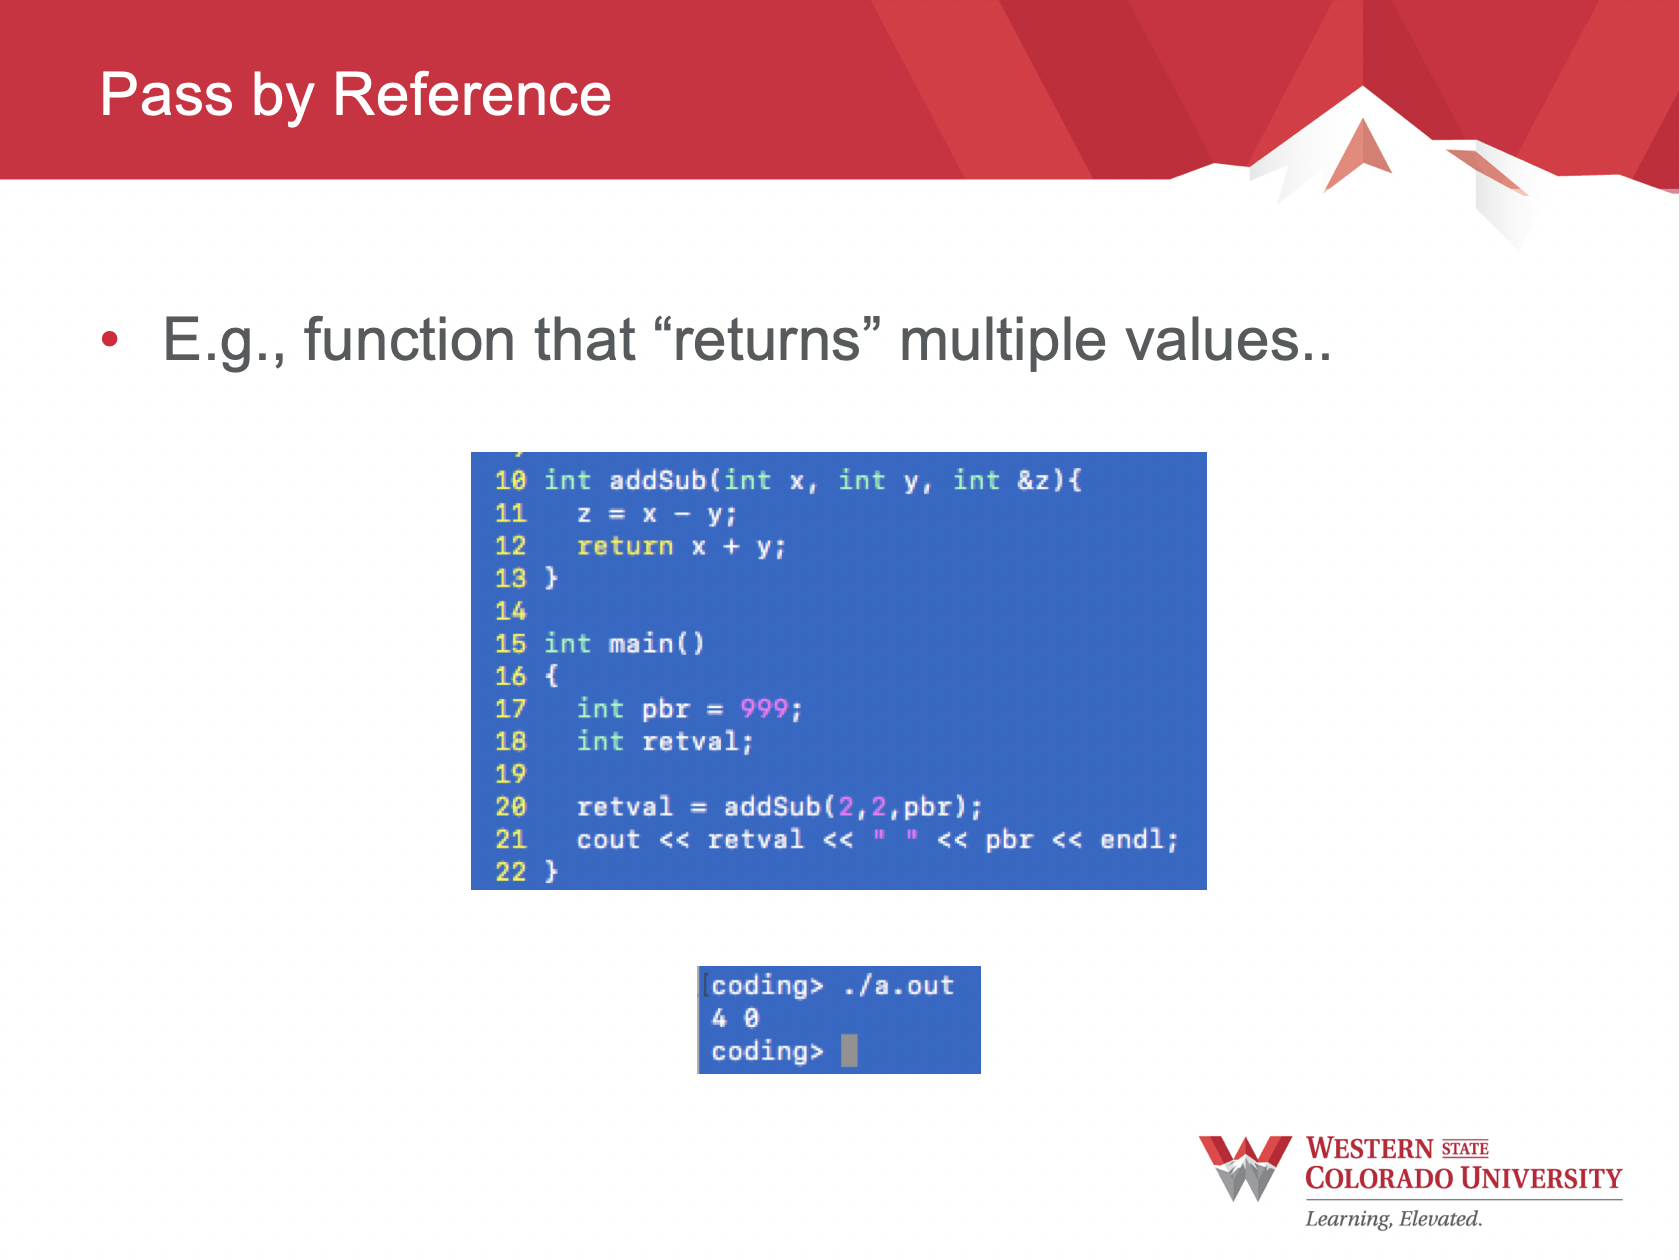 Pass by Reference
• E.g., function that “returns” multiple values..
10 int addSub(int x, int y, int &z){
11   z = x - y;
12   return x + y;
13 }
14
15 int main()
16 {
17   int pbr = 999;
18   int retval;
19
20   retval = addSub(2,2,pbr);
21   cout << retval << " " << pbr << endl;
22 }
[coding> ./a.out
4 0
coding>
WESTERN STATE
COLORADO UNIVERSITY
Learning, Elevated.